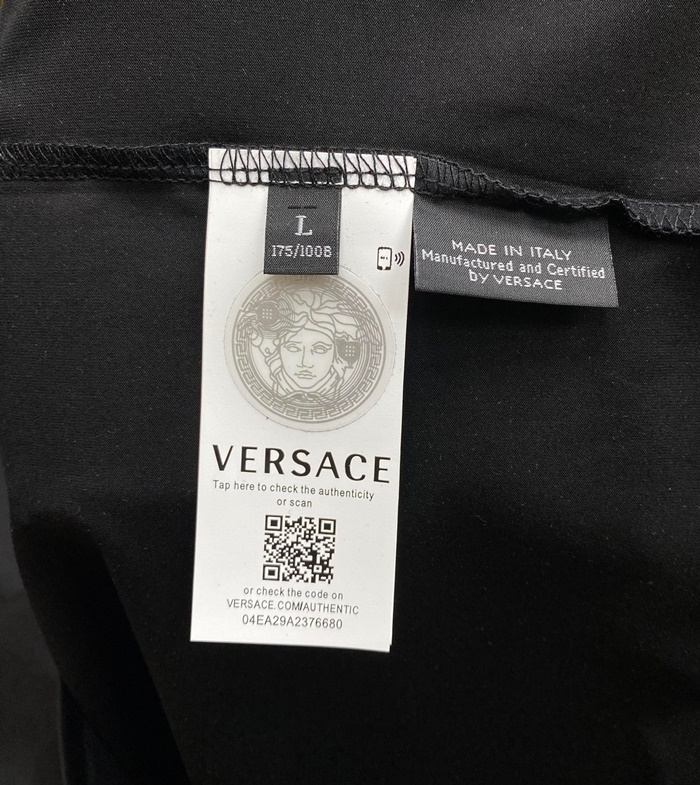 L
175/100B
MADE IN ITALY
Manufactured and Certified
by VERSACE
VERSACE
Tap here to check the authenticity
or scan
or check the code on
VERSACE.COM/AUTHENTIC
04EA29A2376680